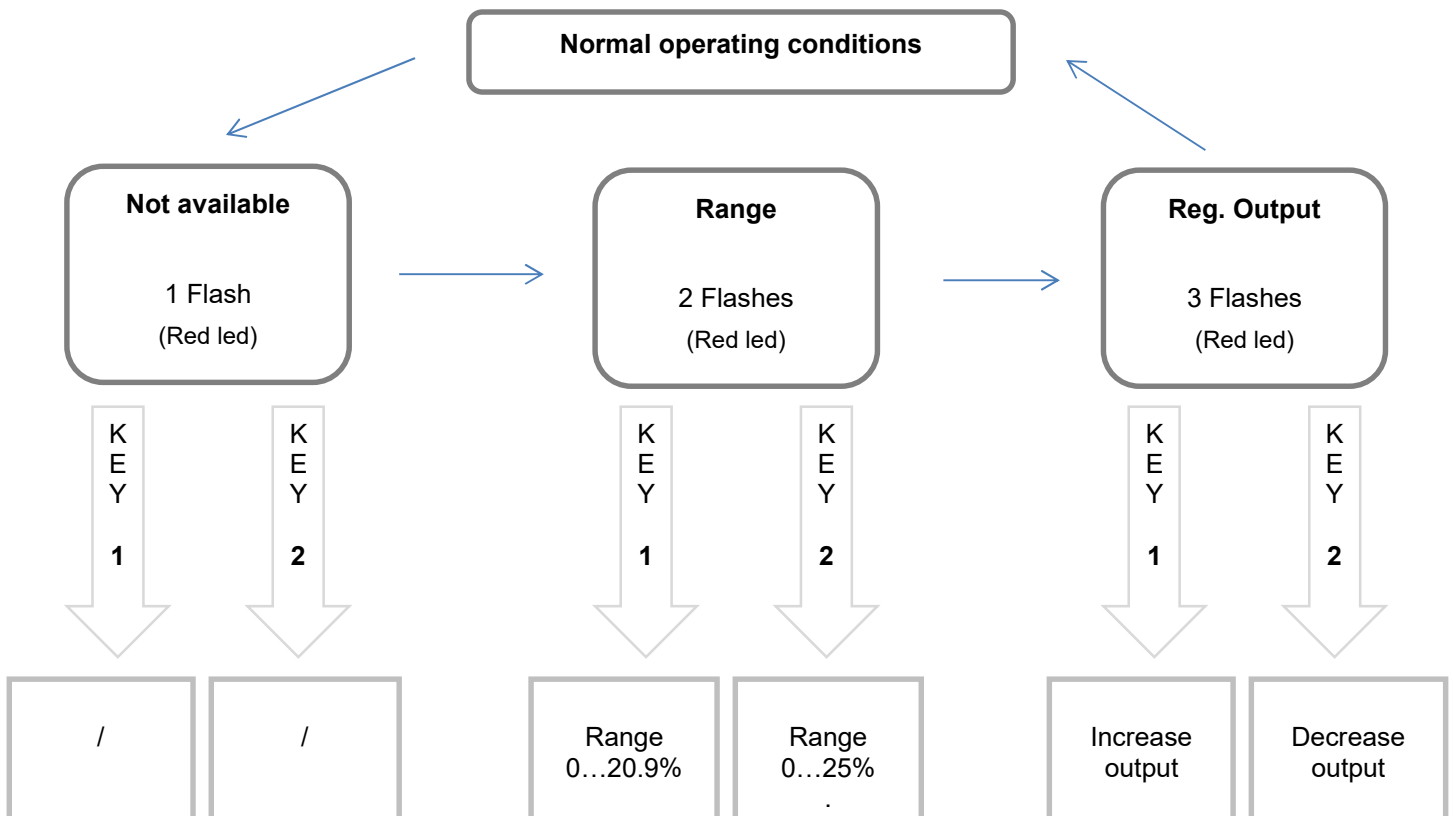 Normal operating conditions
Not available
1 Flash
(Red led)
Range
2 Flashes
(Red led)
Reg. Output
3 Flashes
(Red led)
K
E
Y
1
K
E
Y
2
K
E
Y
1
K
E
Y
2
K
E
Y
1
K
E
Y
2
/
/
Range
0…20.9%
Range
0…25%
.
Increase
output
Decrease
output